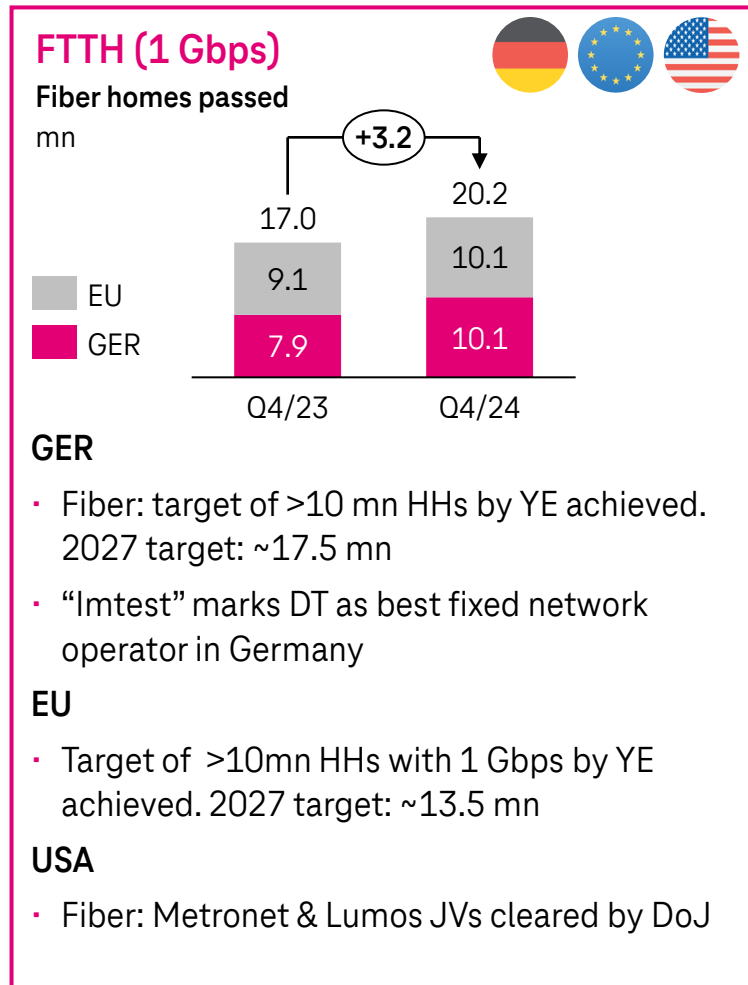 FTTH (1 Gbps)
Fiber homes passed
mn
+3.2
17.0
20.2
9.1
10.1
EU
GER
7.9
10.1
Q4/23
Q4/24
GER
· Fiber: target of >10 mn HHs by YE achieved.
2027 target: ~17.5 mn
· “Imtest” marks DT as best fixed network
operator in Germany
EU
· Target of >10mn HHs with 1 Gbps by YE
achieved. 2027 target: ~13.5 mn
USA
· Fiber: Metronet & Lumos JVs cleared by DoJ